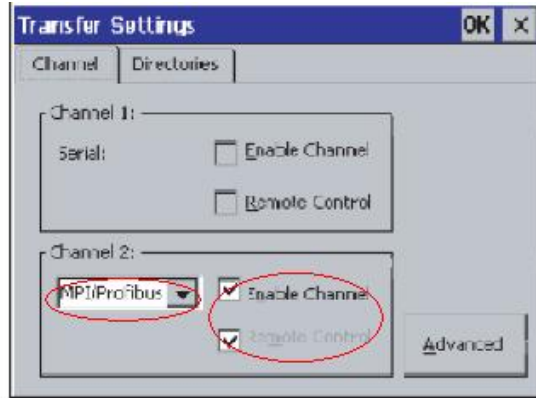 Transfer Settings OK ×
Channel Directories
Channel 1:
Serial: Enable Channel
Remote Control
Channel 2:
MPI/Profibus Enable Channel
Remote Control
Advanced